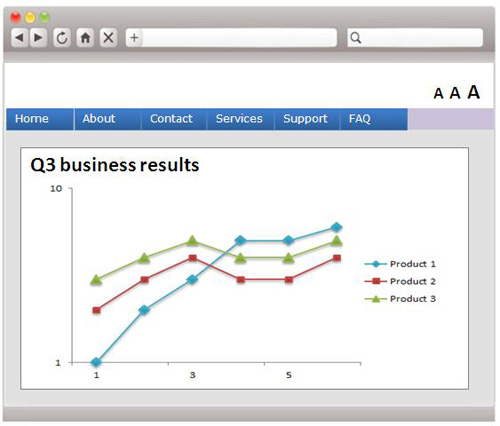 +
A A A
Home About Contact Services Support FAQ
Q3 business results
10
Product 1
Product 2
Product 3
1
1 3 5